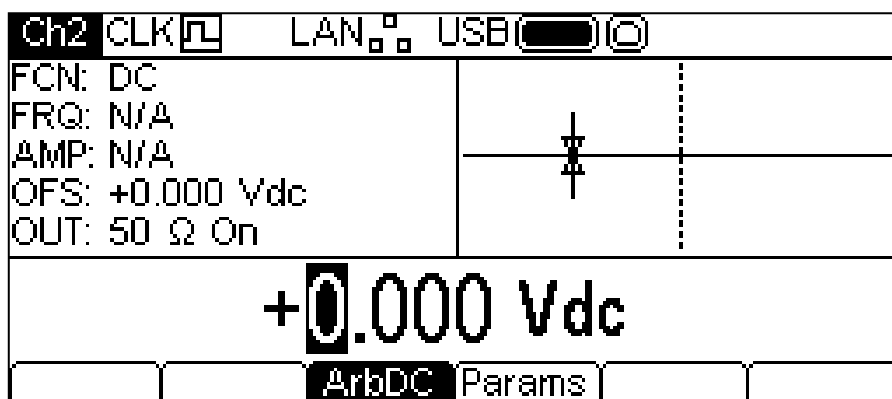 Ch2 CLK LAN USB
FCN: DC
FRQ: N/A
AMP: N/A
OFS: +0.000 Vdc
OUT: 50 Ω On
+0.000 Vdc
ArbDC Params